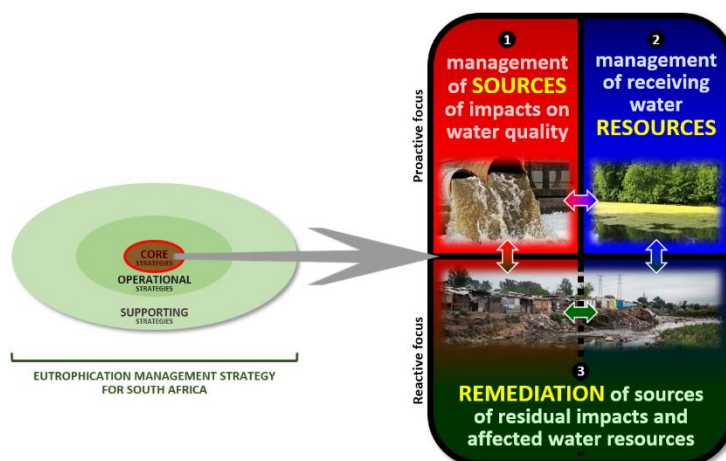 CORE
STRATEGIES
OPERATIONAL
STRATEGIES
SUPPORTING
STRATEGIES
EUTROPHICATION MANAGEMENT STRATEGY
FOR SOUTH AFRICA
Proactive focus
Reactive focus
1
management
of SOURCES
of impacts on
water quality
2
management
of receiving
water
RESOURCES
3
REMEDIATION of sources
of residual impacts and
affected water resources